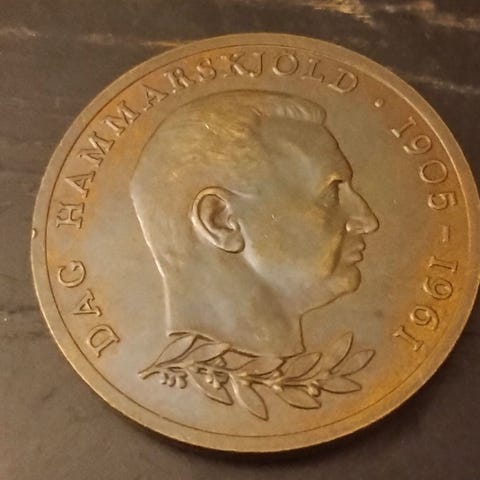 DAG HAMMARSKJÖLD · 1905 – 1961